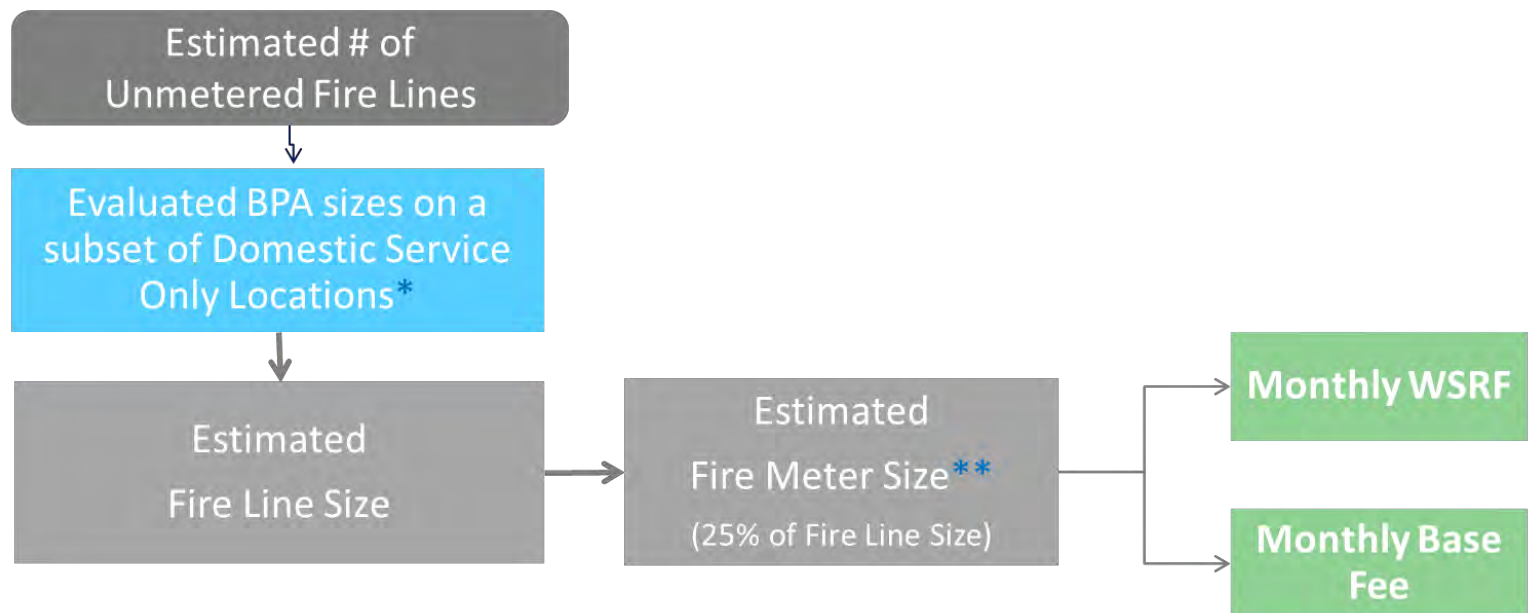 Estimated # of
Unmetered Fire Lines
Evaluated BPA sizes on a
subset of Domestic Service
Only Locations*
Estimated
Fire Line Size
Estimated
Fire Meter Size**
(25% of Fire Line Size)
Monthly WSRF
Monthly Base
Fee